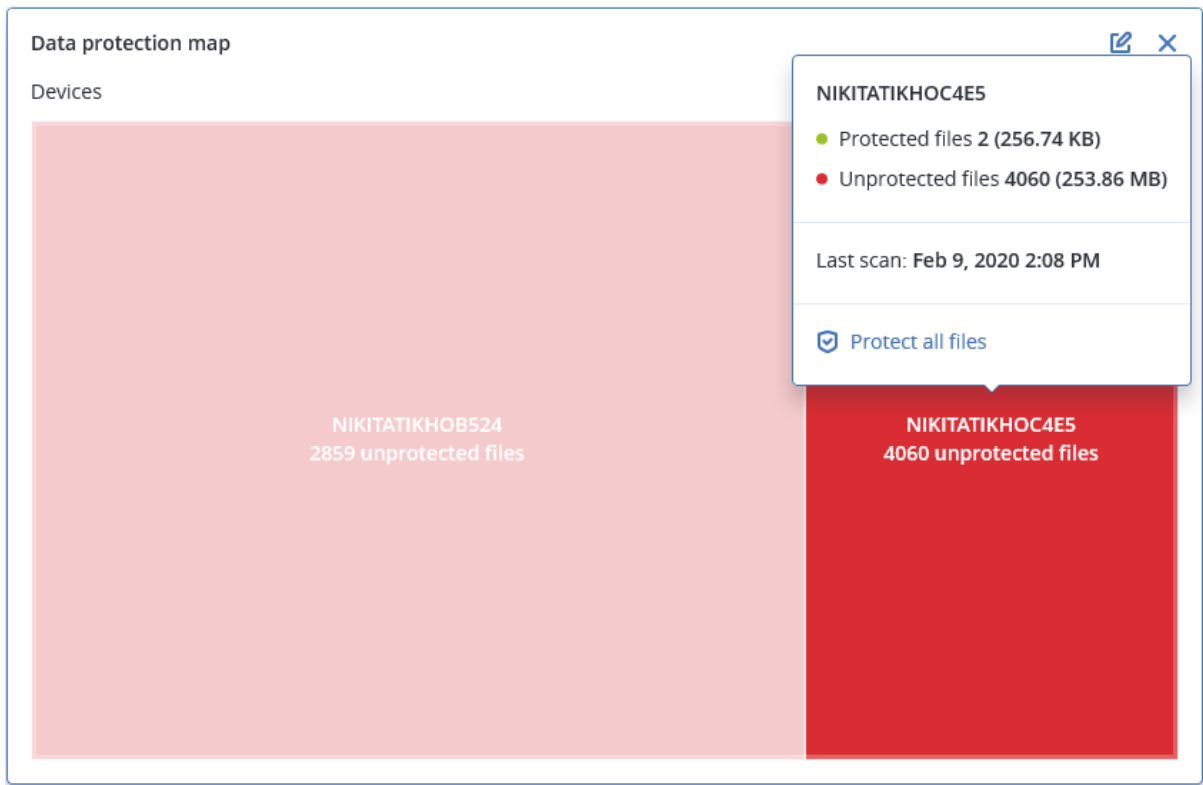 Data protection map
Devices
NIKITATIKHOC4E5
Protected files 2 (256.74 KB)
Unprotected files 4060 (253.86 MB)
Last scan: Feb 9, 2020 2:08 PM
Protect all files
NIKITATIKHOB524
2859 unprotected files
NIKITATIKHOC4E5
4060 unprotected files